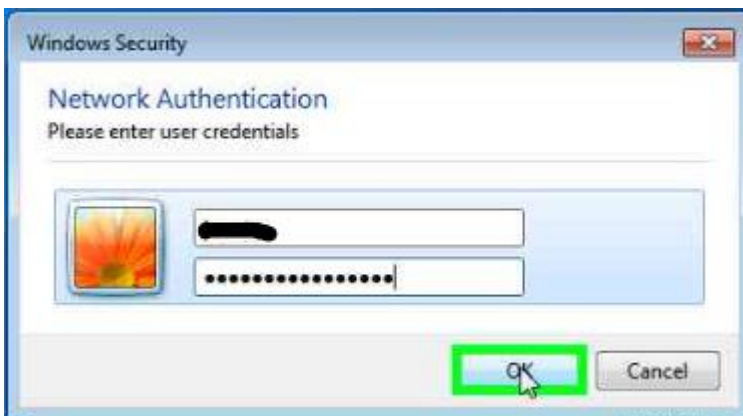 Windows Security
Network Authentication
Please enter user credentials
••••••••••••••••
OK
Cancel